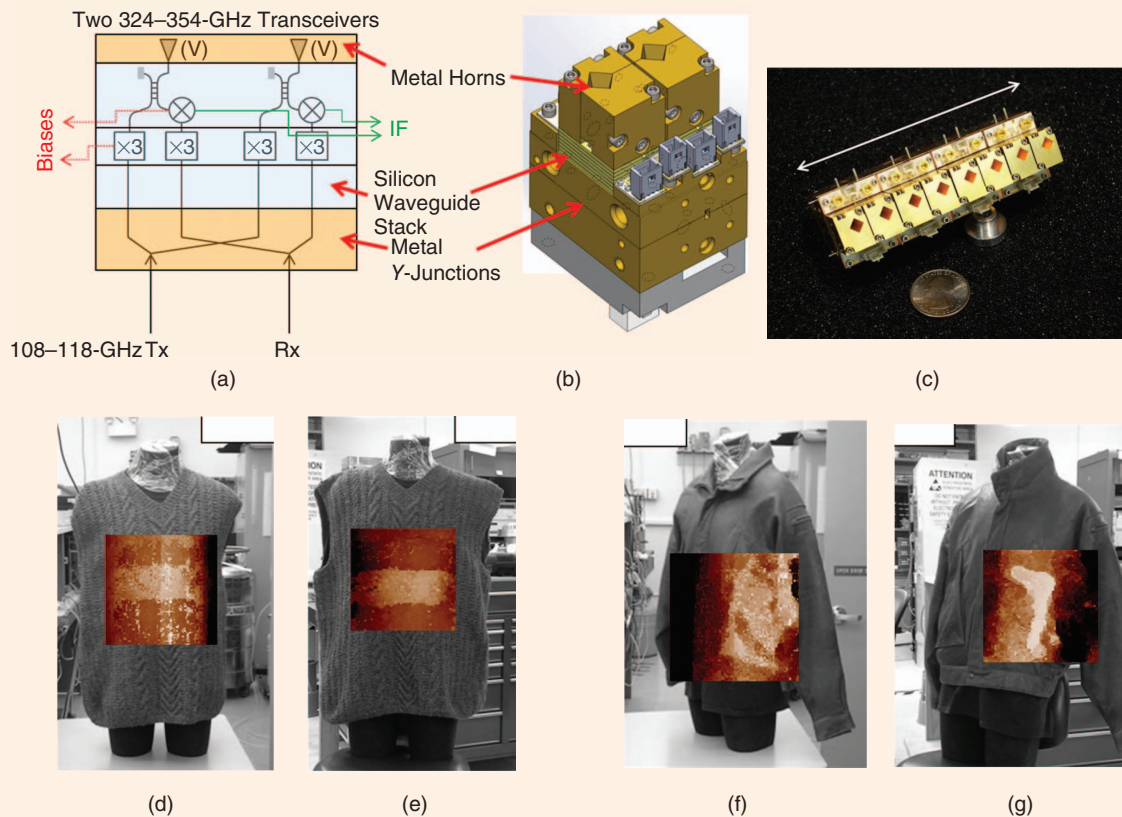 Two 324–354-GHz Transceivers
(V)
(V)
Metal Horns
Biases
IF
×3
×3
×3
×3
Silicon
Waveguide
Stack
Metal
Y-Junctions
108–118-GHz Tx
Rx
(a)
(b)
(c)
ATTENTION
(d)
(e)
(f)
(g)